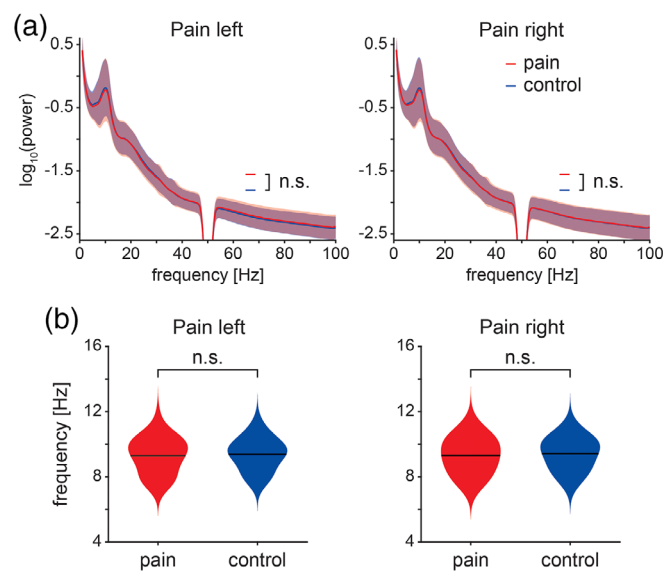 (a)
Pain left
Pain right
log10(power)
0.5
-0.5
-1.5
-2.5
n.s.
0 20 40 60 80 100
frequency [Hz]
0.5
-0.5
-1.5
-2.5
pain
control
n.s.
0 20 40 60 80 100
frequency [Hz]
(b)
Pain left
Pain right
frequency [Hz]
16
12
8
4
n.s.
pain control
16
12
8
4
n.s.
pain control